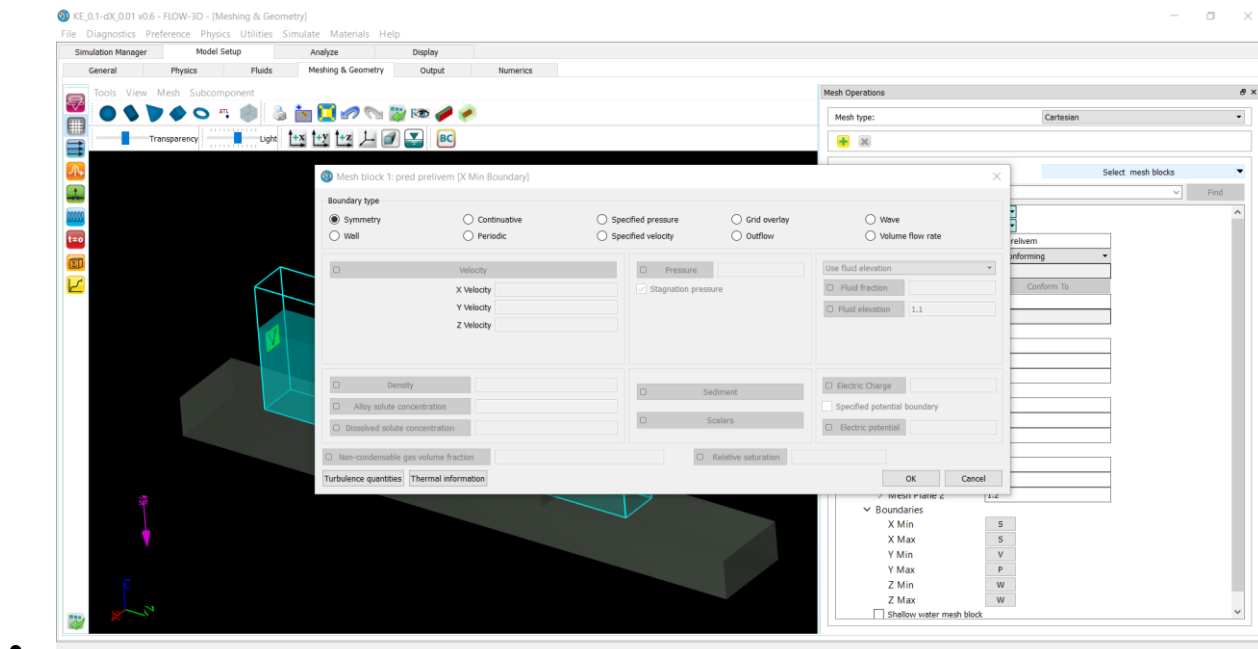 KE_0.1-dX_0.01 v0.6 - FLOW-3D - [Meshing & Geometry]
File Diagnostics Preference Physics Utilities Simulate Materials Help
Simulation Manager Model Setup Analyze Display
General Physics Fluids Meshing & Geometry Output Numerics
Tools View Mesh Subcomponent
STL
Transparency Light +x +y +z BC
t=0
Mesh Operations
Mesh type: Cartesian
Select mesh blocks
Find
relivem
onforming
Conform To
Mesh block 1: pred prelivem [X Min Boundary]
Boundary type
Symmetry Continuative Specified pressure Grid overlay Wave
Wall Periodic Specified velocity Outflow Volume flow rate
Velocity Pressure Use fluid elevation
X Velocity Stagnation pressure Fluid fraction
Y Velocity Fluid elevation 1.1
Z Velocity
Density Sediment Electric Charge
Alloy solute concentration Scalars Specified potential boundary
Dissolved solute concentration Electric potential
Non-condensable gas volume fraction Relative saturation
Turbulence quantities Thermal information OK Cancel
V
Mesh Plane 2 1.2
Boundaries
X Min S
X Max S
Y Min V
Y Max P
Z Min W
Z Max W
Shallow water mesh block